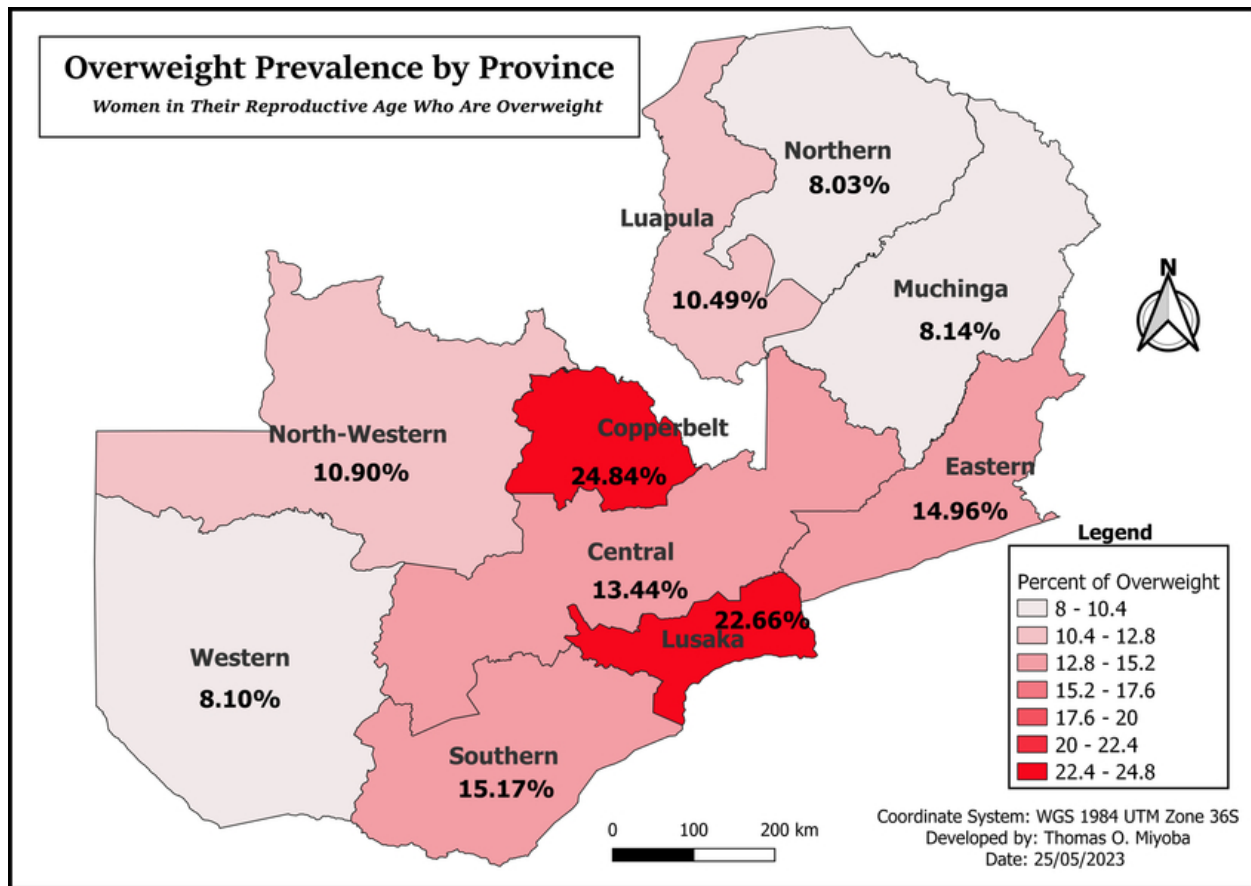 Overweight Prevalence by Province
Women in Their Reproductive Age Who Are Overweight
Northern
8.03%
Luapula
10.49%
Muchinga
8.14%
N
North-Western
10.90%
Copperbelt
24.84%
Eastern
14.96%
Central
13.44%
22.66%
Lusaka
Western
8.10%
Southern
15.17%
Legend
Percent of Overweight
8 - 10.4
10.4 - 12.8
12.8 - 15.2
15.2 - 17.6
17.6 - 20
20 - 22.4
22.4 - 24.8
0 100 200 km
Coordinate System: WGS 1984 UTM Zone 36S
Developed by: Thomas O. Miyoba
Date: 25/05/2023